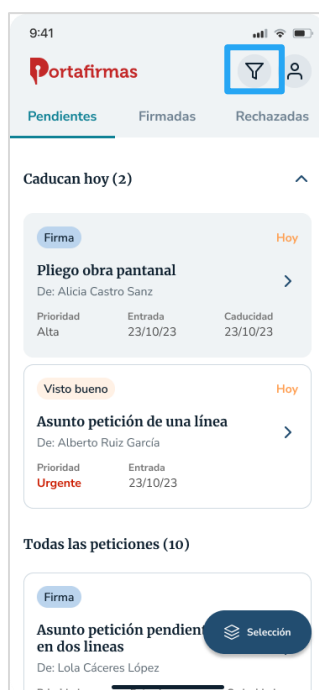 9:41
Portafirmas
Pendientes Firmadas Rechazadas
Caducan hoy (2)
Firma Hoy
Pliego obra pantanal
De: Alicia Castro Sanz
Prioridad Entrada Caducidad
Alta 23/10/23 23/10/23
Visto bueno Hoy
Asunto petición de una línea
De: Alberto Ruiz García
Prioridad Entrada
Urgente 23/10/23
Todas las peticiones (10)
Firma
Asunto petición pendien
en dos lineas
Selección
De: Lola Cáceres López